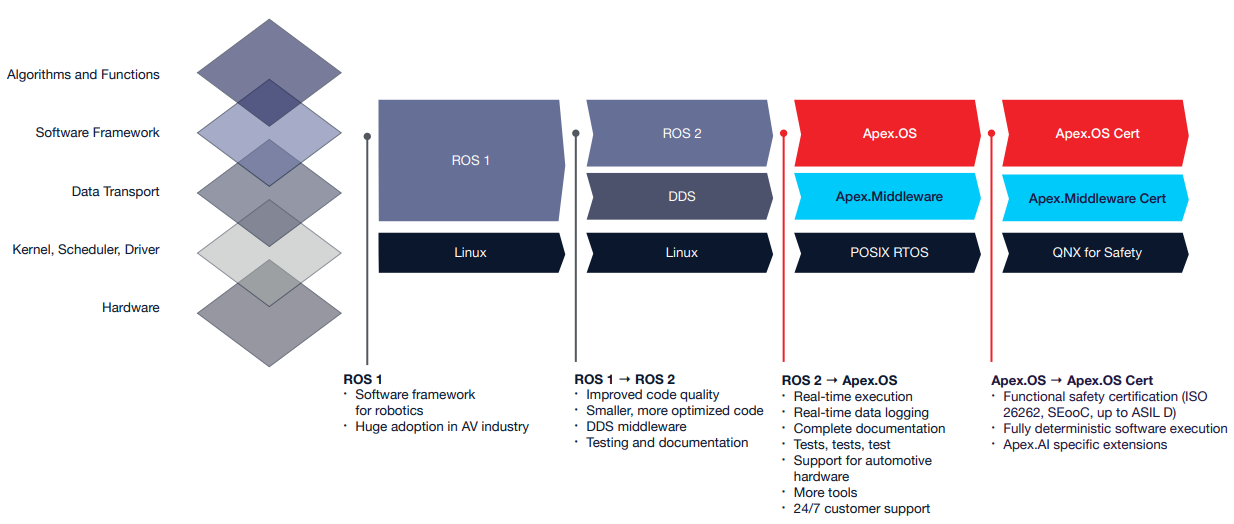 Algorithms and Functions
Software Framework
Data Transport
Kernel, Scheduler, Driver
Hardware
ROS 1
Linux
ROS 2
DDS
Linux
Apex.OS
Apex.Middleware
POSIX RTOS
Apex.OS Cert
Apex.Middleware Cert
QNX for Safety
ROS 1
· Software framework
for robotics
· Huge adoption in AV industry
ROS 1 → ROS 2
· Improved code quality
· Smaller, more optimized code
· DDS middleware
· Testing and documentation
ROS 2 → Apex.OS
· Real-time execution
· Real-time data logging
· Complete documentation
· Tests, tests, test
· Support for automotive
hardware
· More tools
· 24/7 customer support
Apex.OS → Apex.OS Cert
· Functional safety certification (ISO
26262, SEooC, up to ASIL D)
· Fully deterministic software execution
· Apex.AI specific extensions